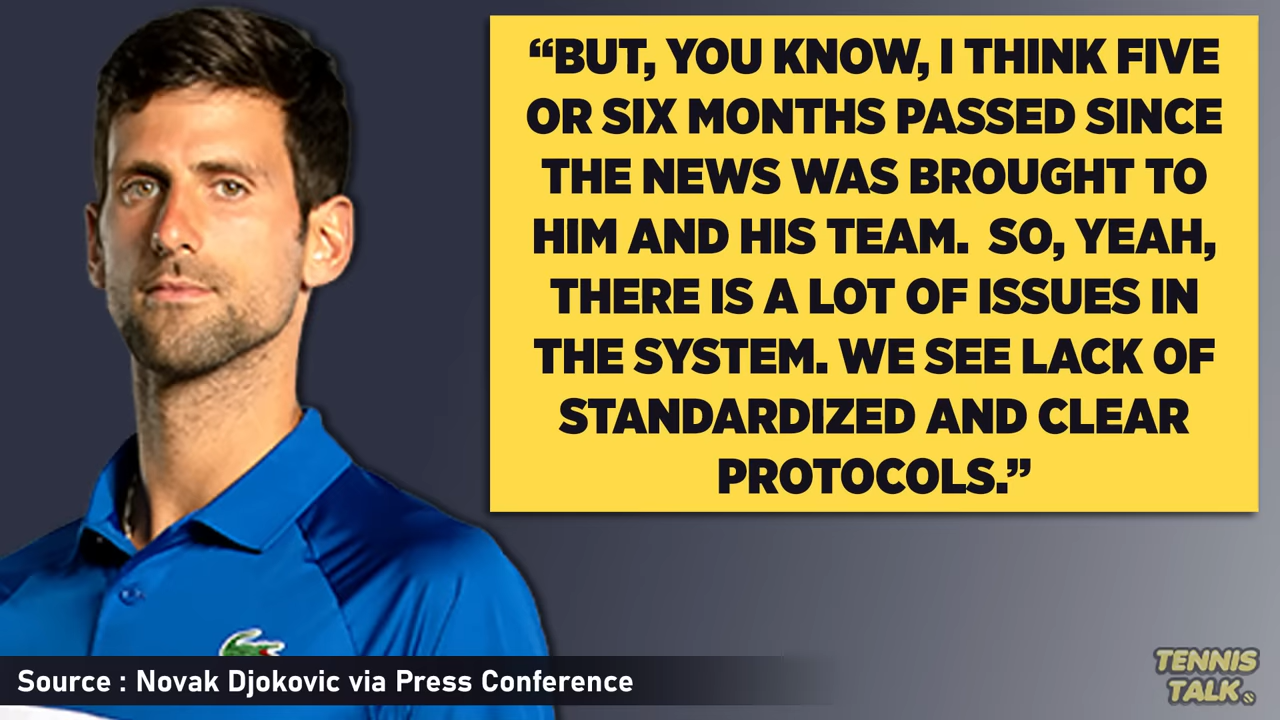 “BUT, YOU KNOW, I THINK FIVE
OR SIX MONTHS PASSED SINCE
THE NEWS WAS BROUGHT TO
HIM AND HIS TEAM.  SO, YEAH,
THERE IS A LOT OF ISSUES IN
THE SYSTEM. WE SEE LACK OF
STANDARDIZED AND CLEAR
PROTOCOLS.”
Source : Novak Djokovic via Press Conference
TENNIS
TALK